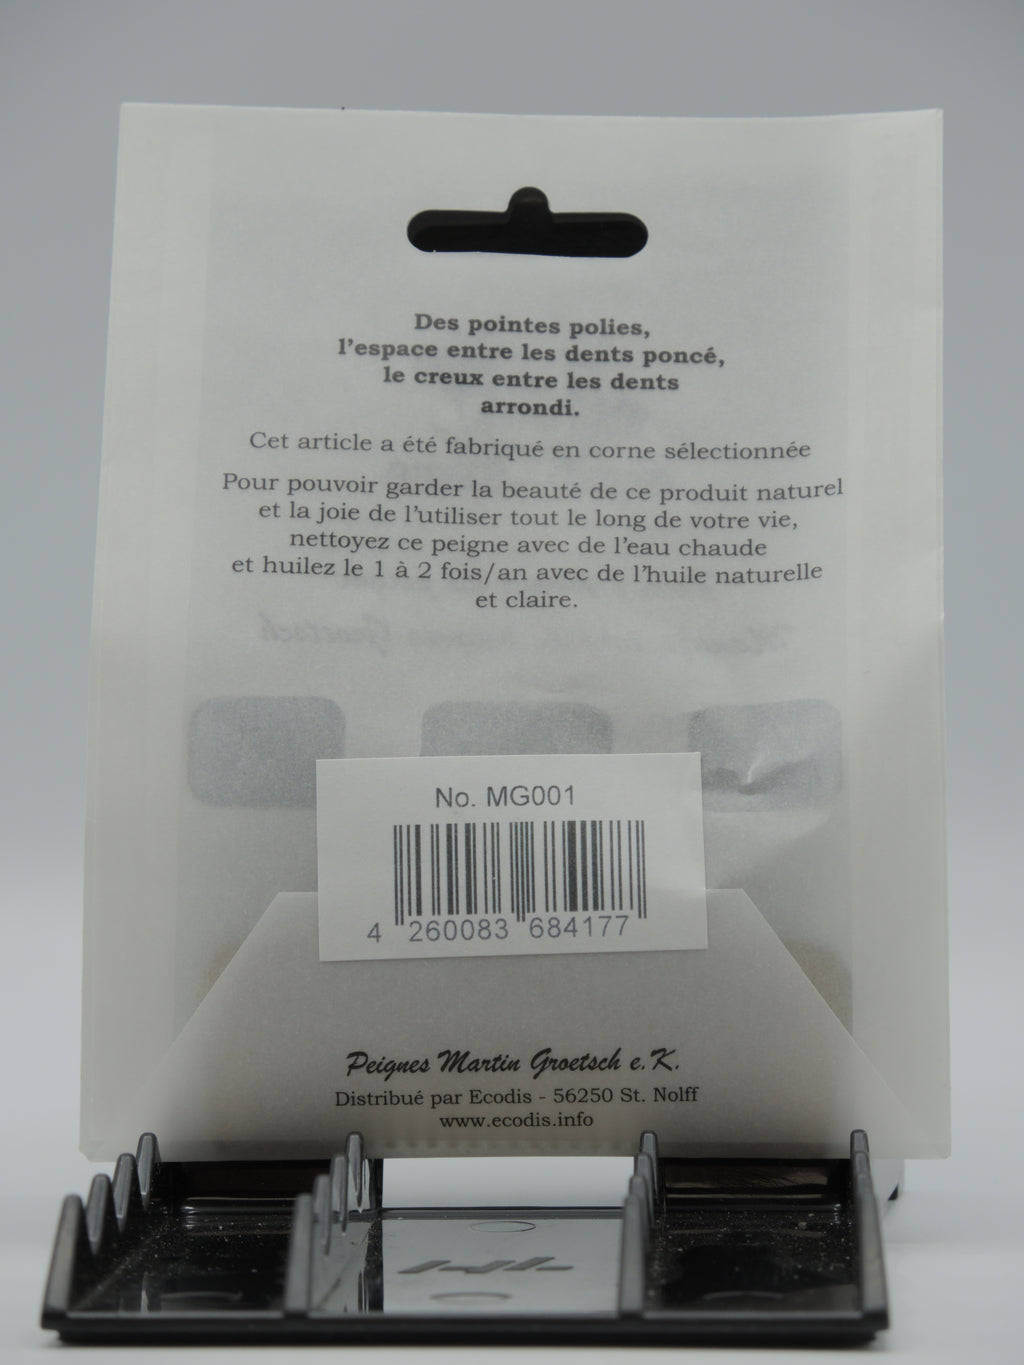 Des pointes polies,
l'espace entre les dents poncé,
le creux entre les dents
arrondi.
Cet article a été fabriqué en corne sélectionnée
Pour pouvoir garder la beauté de ce produit naturel
et la joie de l'utiliser tout le long de votre vie,
nettoyez ce peigne avec de l'eau chaude
et huilez le 1 à 2 fois/an avec de l'huile naturelle
et claire.
No. MG001
4 260083 684177
Peignes Martin Groetsch e.K.
Distribué par Ecodis - 56250 St. Nolff
www.ecodis.info